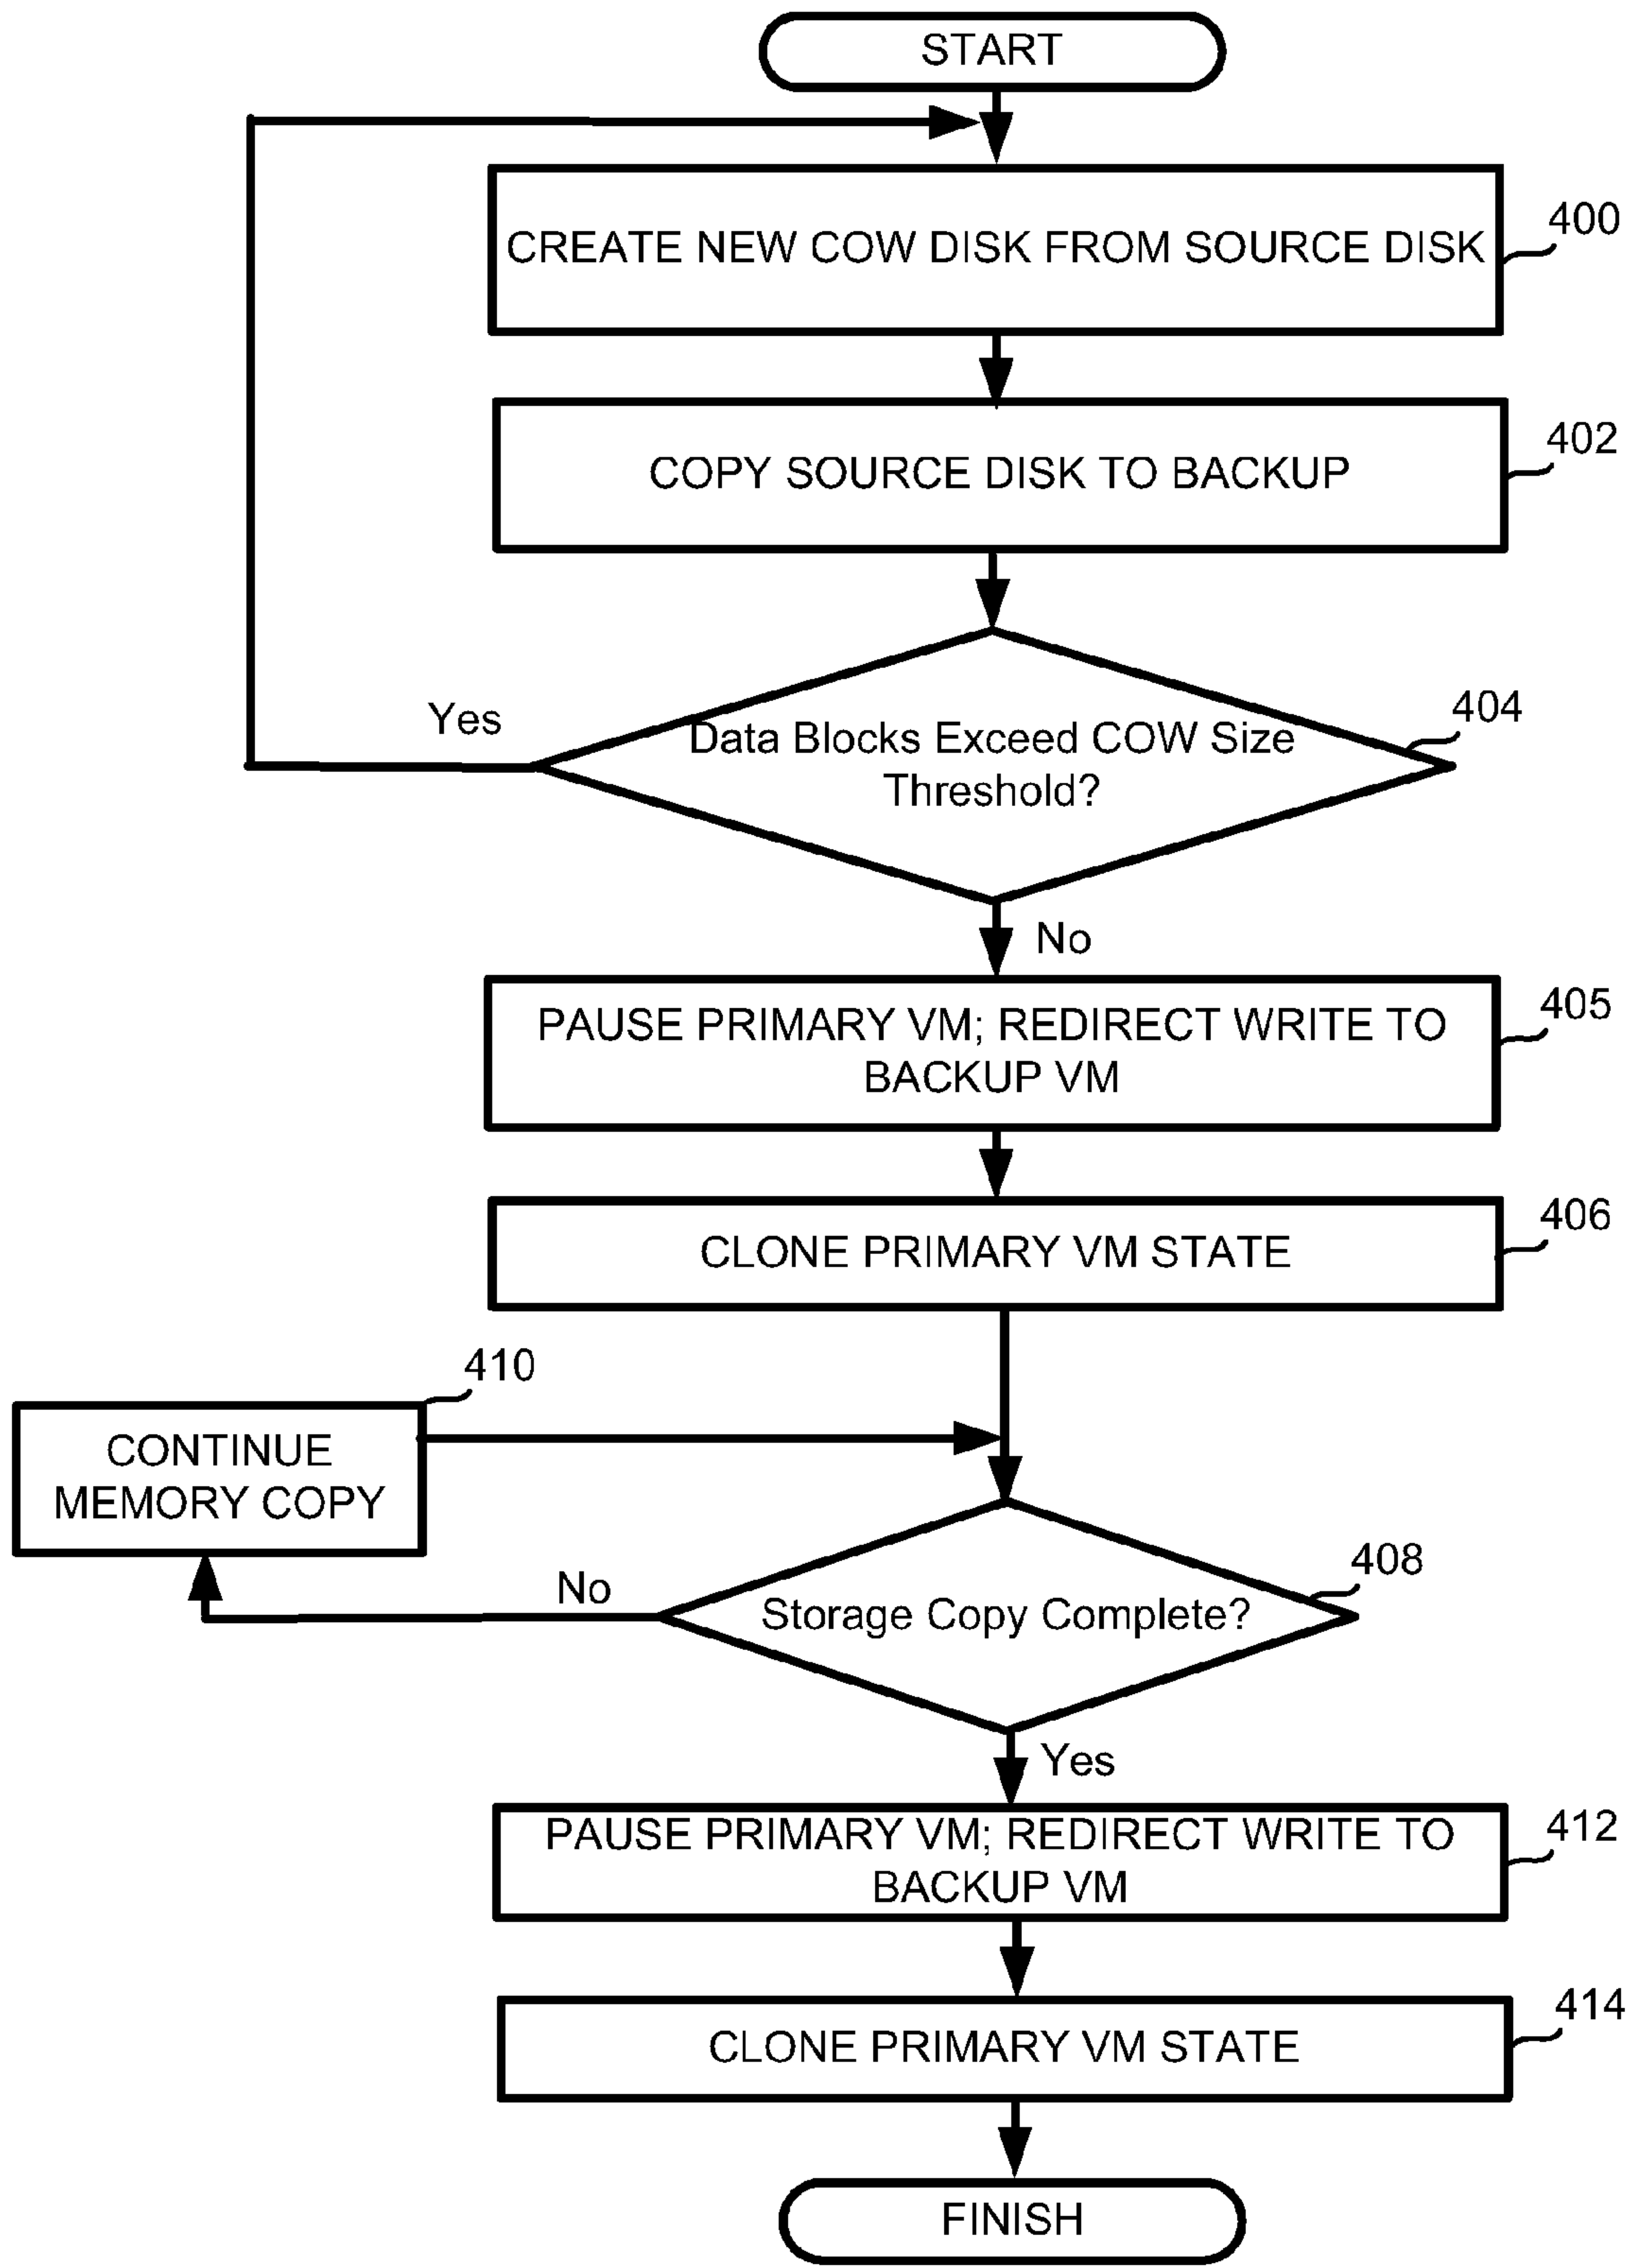 START
CREATE NEW COW DISK FROM SOURCE DISK
400
COPY SOURCE DISK TO BACKUP
402
Yes
Data Blocks Exceed COW Size
Threshold?
404
No
PAUSE PRIMARY VM; REDIRECT WRITE TO
BACKUP VM
405
CLONE PRIMARY VM STATE
406
410
CONTINUE
MEMORY COPY
No
Storage Copy Complete?
408
Yes
PAUSE PRIMARY VM; REDIRECT WRITE TO
BACKUP VM
412
CLONE PRIMARY VM STATE
414
FINISH